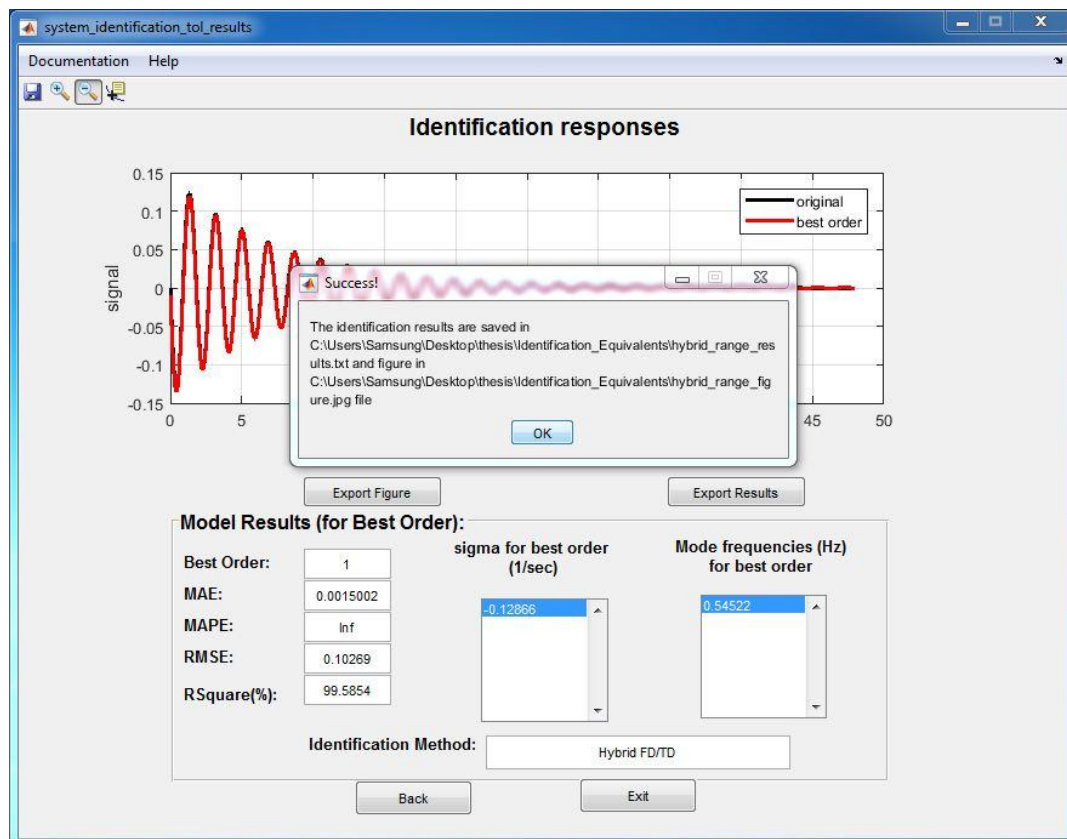 system_identification_tol_results
Documentation Help
Identification responses
0.15
0.1
0.05
0
-0.05
-0.1
-0.15
signal
original
best order
0 5 45 50
Success!
The identification results are saved in
C:\Users\Samsung\Desktop\thesis\Identification_Equivalents\hybrid_range_res
ults.txt and figure in
C:\Users\Samsung\Desktop\thesis\Identification_Equivalents\hybrid_range_fig
ure.jpg file
OK
Export Figure Export Results
Model Results (for Best Order):
Best Order: 1
MAE: 0.0015002
MAPE: Inf
RMSE: 0.10269
RSquare(%): 99.5854
sigma for best order
(1/sec)
-0.12866
Mode frequencies (Hz)
for best order
0.54522
Identification Method: Hybrid FD/TD
Back Exit